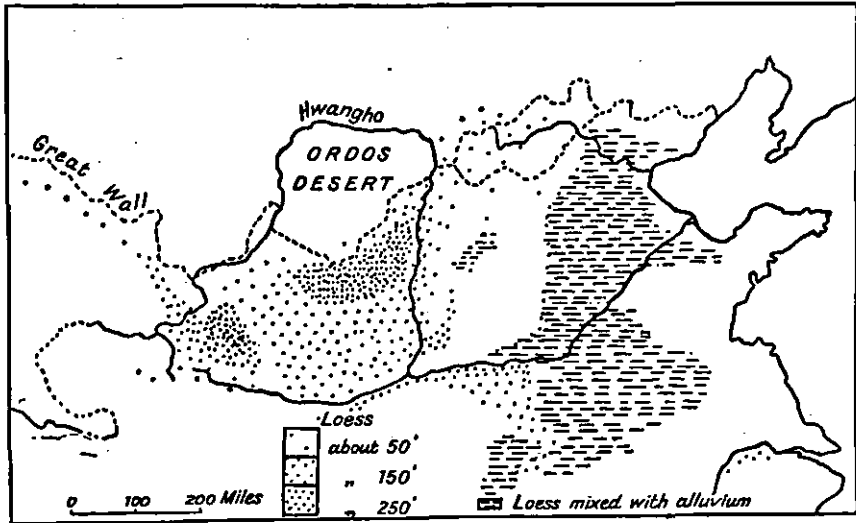 Hwangho
ORDOS
DESERT
Great Wall
Loess
about 50'
„ 150'
„ 250'
0 100 200 Miles
Loess mixed with alluvium